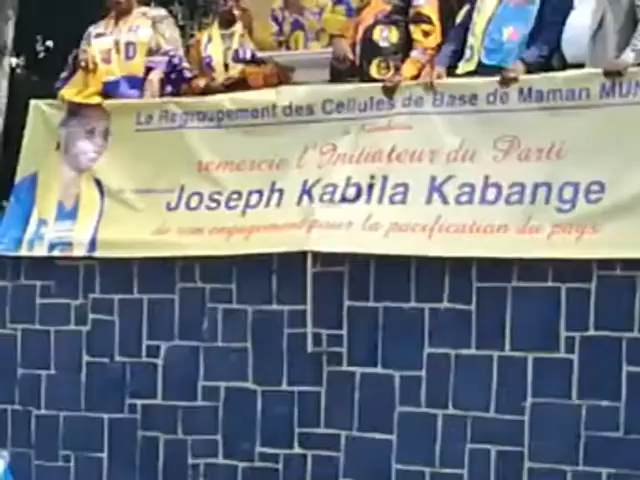 Le Regroupement des Cellules de Base de Maman MUN
remercie l'Initiateur du Parti
Joseph Kabila Kabange
de son engagement pour la pacification du pays